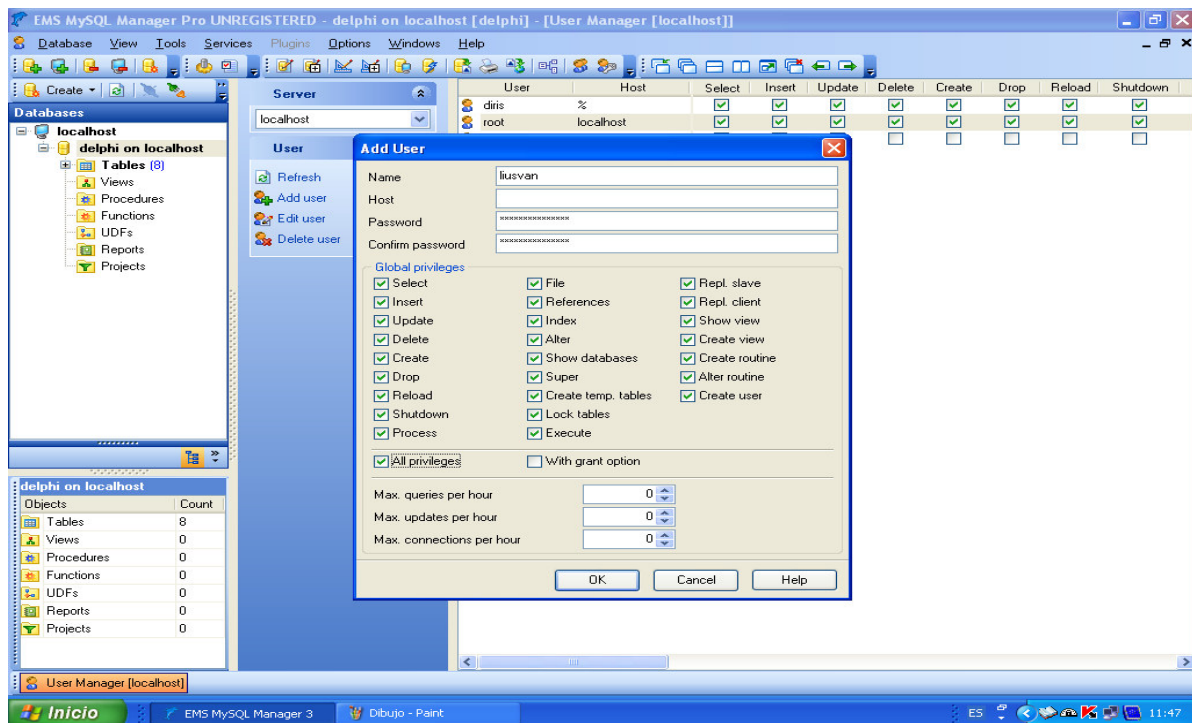 EMS MySQL Manager Pro UNREGISTERED - delphi on localhost [delphi] - [User Manager [localhost]]
Database View Tools Services Plugins Options Windows Help
Create
Databases
localhost
delphi on localhost
Tables (8)
Views
Procedures
Functions
UDFs
Reports
Projects
delphi on localhost
Objects Count
Tables 8
Views 0
Procedures 0
Functions 0
UDFs 0
Reports 0
Projects 0
Server
localhost
User
Refresh
Add user
Edit user
Delete user
User Host Select Insert Update Delete Create Drop Reload Shutdown
diris %
root localhost
Add User
Name liusvan
Host
Password **************
Confirm password **************
Global privileges
Select File Repl. slave
Insert References Repl. client
Update Index Show view
Delete Alter Create view
Create Show databases Create routine
Drop Super Alter routine
Reload Create temp. tables Create user
Shutdown Lock tables
Process Execute
All privileges With grant option
Max. queries per hour 0
Max. updates per hour 0
Max. connections per hour 0
OK Cancel Help
User Manager [localhost]
Inicio EMS MySQL Manager 3 Dibujo - Paint ES 11:47